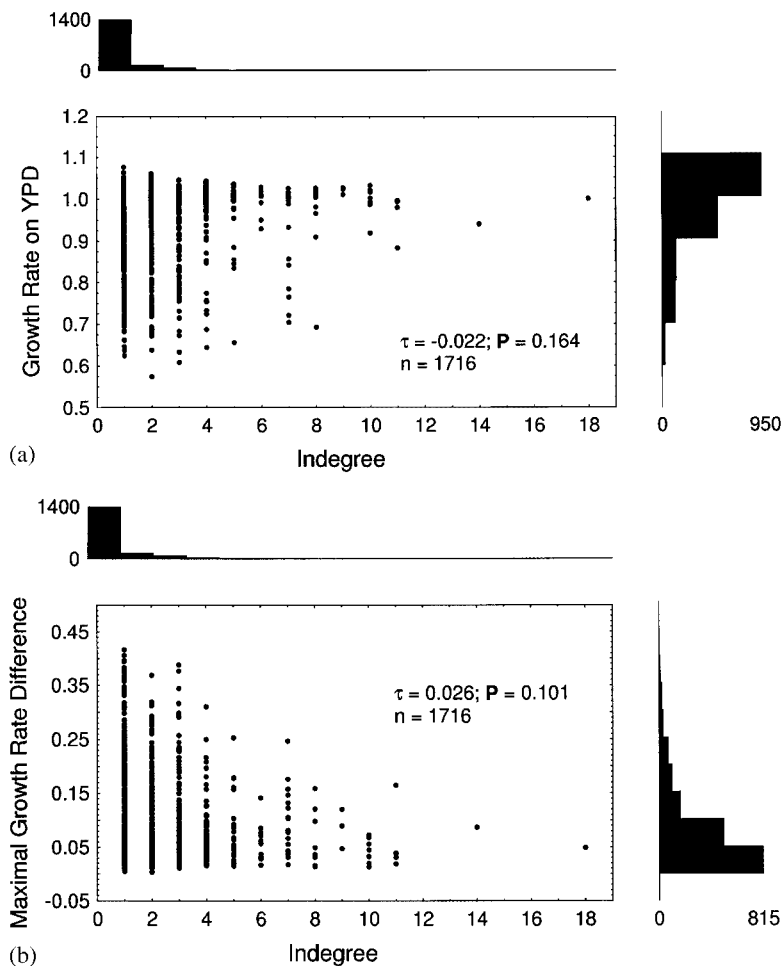 1400
0
1.2
1.1
1.0
0.9
0.8
0.7
0.6
0.5
Growth Rate on YPD
τ = -0.022; P = 0.164
n = 1716
0 2 4 6 8 10 12 14 16 18
Indegree
0 950
(a)
1400
0
0.45
0.35
0.25
0.15
0.05
-0.05
Maximal Growth Rate Difference
τ = 0.026; P = 0.101
n = 1716
0 2 4 6 8 10 12 14 16 18
Indegree
0 815
(b)